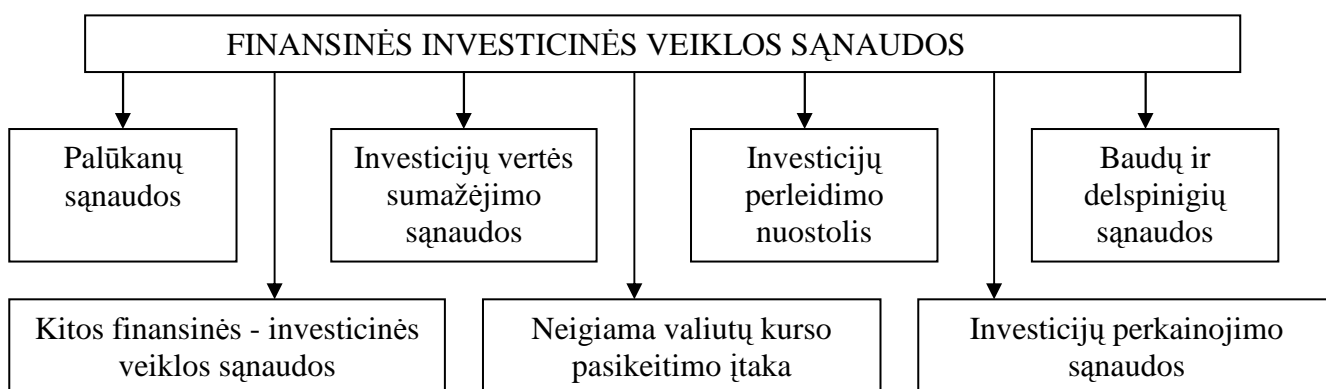 FINANSINĖS INVESTICINĖS VEIKLOS SĄNAUDOS
Palūkanų
sąnaudos
Investicijų vertės
sumažėjimo
sąnaudos
Investicijų
perleidimo
nuostolis
Baudų ir
delspinigių
sąnaudos
Kitos finansinės - investicinės
veiklos sąnaudos
Neigiama valiutų kurso
pasikeitimo įtaka
Investicijų perkainojimo
sąnaudos